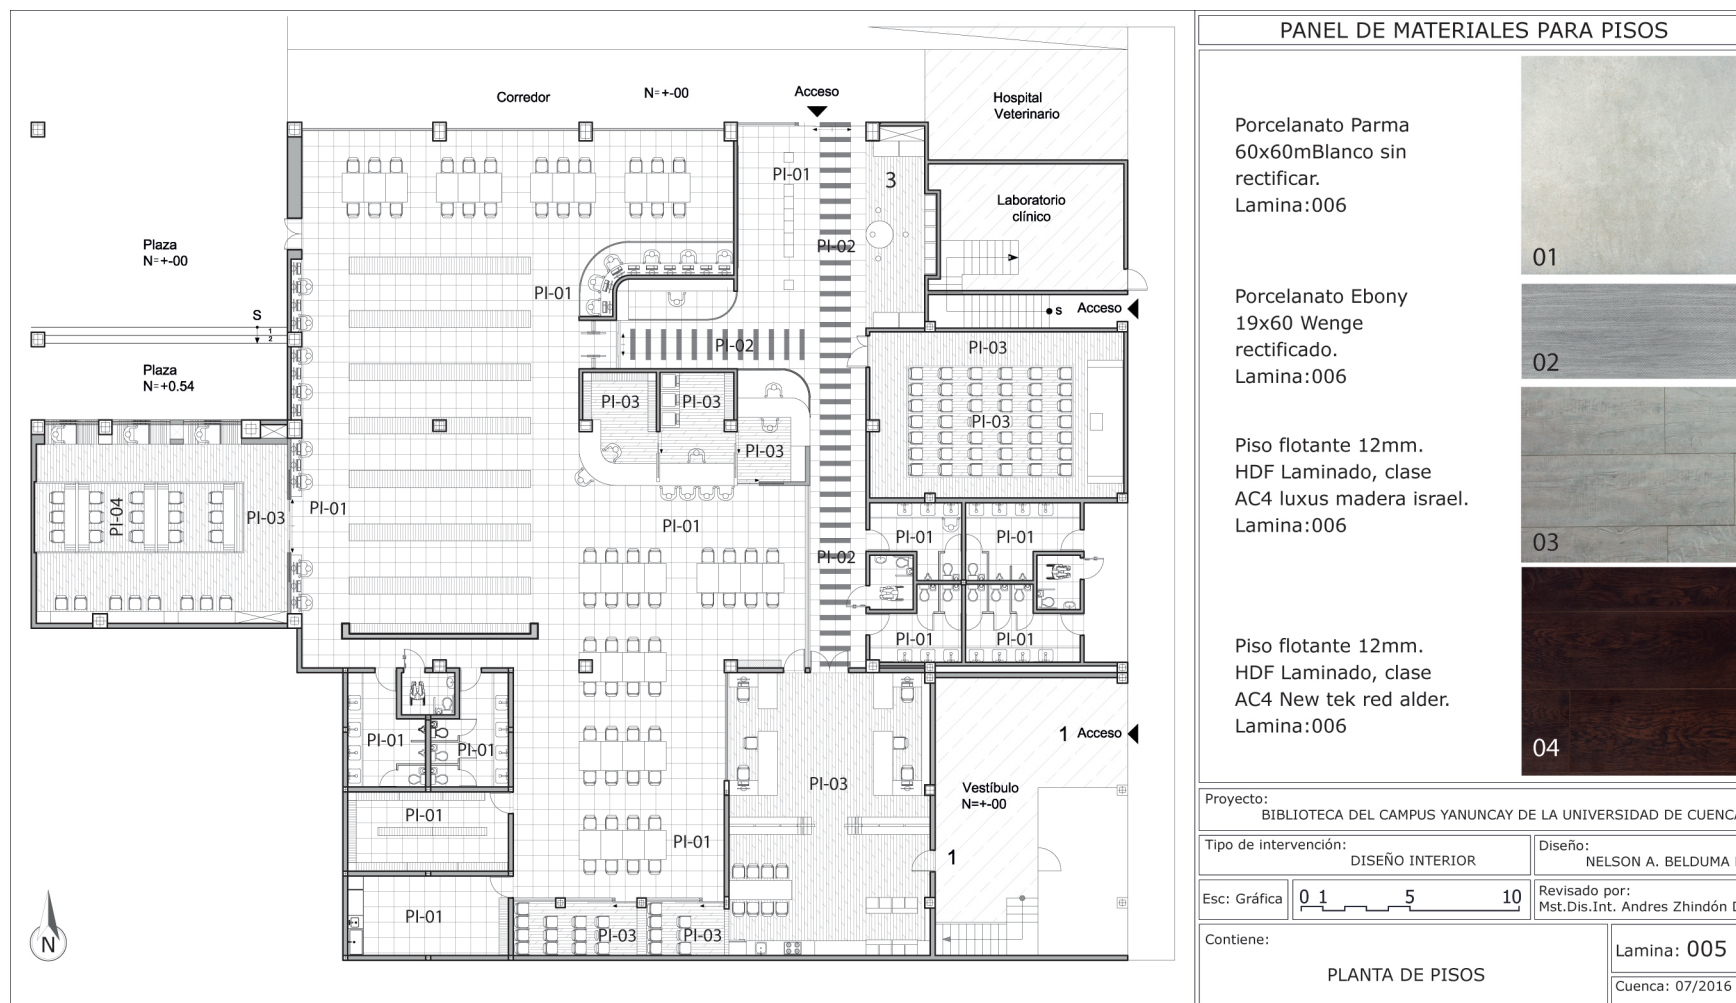 Corredor
N=+-00
Acceso
Hospital
Veterinario
PI-01
3
Laboratorio
clínico
Plaza
N=+-00
PI-02
PI-01
S
1
2
S
Acceso
PI-02
PI-03
Plaza
N=+0.54
PI-03
PI-03
PI-03
PI-03
PI-04
PI-03
PI-01
PI-01
PI-01
PI-01
PI-02
PI-01
PI-01
PI-01
PI-01
1
Acceso
PI-03
Vestíbulo
N=+-00
PI-01
PI-01
1
PI-01
PI-03
PI-03
N
PANEL DE MATERIALES PARA PISOS
Porcelanato Parma
60x60mBlanco sin
rectificar.
Lamina:006
01
Porcelanato Ebony
19x60 Wenge
rectificado.
Lamina:006
02
Piso flotante 12mm.
HDF Laminado, clase
AC4 luxus madera israel.
Lamina:006
03
Piso flotante 12mm.
HDF Laminado, clase
AC4 New tek red alder.
Lamina:006
04
Proyecto:
BIBLIOTECA DEL CAMPUS YANUNCAY DE LA UNIVERSIDAD DE CUENCA
Tipo de intervención:
DISEÑO INTERIOR
Diseño:
NELSON A. BELDUMA
Esc: Gráfica
0 1 5 10
Revisado por:
Mst.Dis.Int. Andres Zhindón D
Contiene:
PLANTA DE PISOS
Lamina: 005
Cuenca: 07/2016